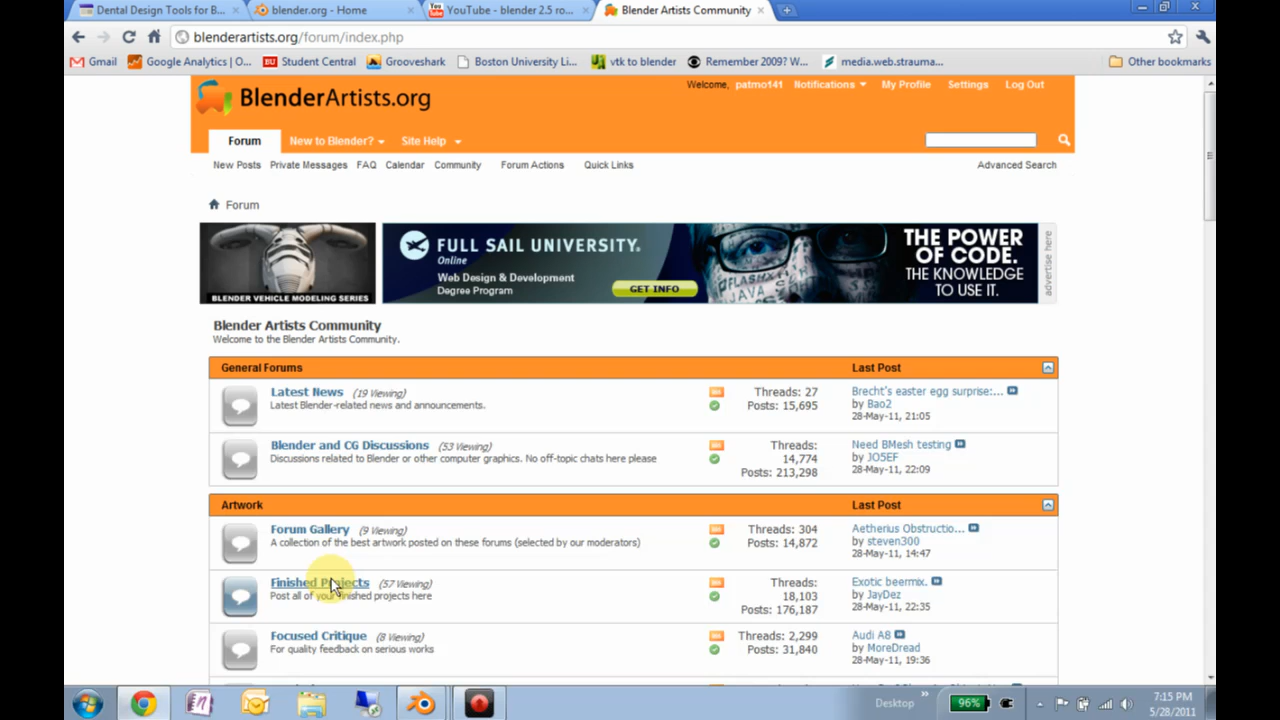 Dental Design Tools for B...
blender.org - Home
YouTube - blender 2.5 ro...
Blender Artists Community
blenderartists.org/forum/index.php
Gmail
Google Analytics | O...
Student Central
Grooveshark
Boston University Li...
vtk to blender
Remember 2009? W...
media.web.strauma...
Other bookmarks
BlenderArtists.org
Welcome, patmo141 Notifications My Profile Settings Log Out
Forum New to Blender? Site Help
New Posts Private Messages FAQ Calendar Community Forum Actions Quick Links Advanced Search
Forum
BLENDER VEHICLE MODELING SERIES
FULL SAIL UNIVERSITY.
Online
Web Design & Development
Degree Program
GET INFO
THE POWER
OF CODE.
THE KNOWLEDGE
TO USE IT.
advertise here
Blender Artists Community
Welcome to the Blender Artists Community.
General Forums Last Post
Latest News (19 Viewing)
Latest Blender-related news and announcements.
Threads: 27
Posts: 15,695
Brecht's easter egg surprise:...
by Bao2
28-May-11, 21:05
Blender and CG Discussions (53 Viewing)
Discussions related to Blender or other computer graphics. No off-topic chats here please
Threads:
14,774
Posts: 213,298
Need BMesh testing
by JO5EF
28-May-11, 22:09
Artwork Last Post
Forum Gallery (9 Viewing)
A collection of the best artwork posted on these forums (selected by our moderators)
Threads: 304
Posts: 14,872
Aetherius Obstructio...
by steven300
28-May-11, 14:47
Finished Projects (57 Viewing)
Post all of your finished projects here
Threads:
18,103
Posts: 176,187
Exotic beermix.
by JayDez
28-May-11, 22:35
Focused Critique (8 Viewing)
For quality feedback on serious works
Threads: 2,299
Posts: 31,840
Audi A8
by MoreDread
28-May-11, 19:36
Desktop
96%
7:15 PM
5/28/2011